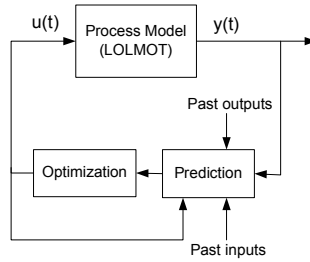 u(t)
Process Model
(LOLMOT)
y(t)
Past outputs
Optimization
Prediction
Past inputs